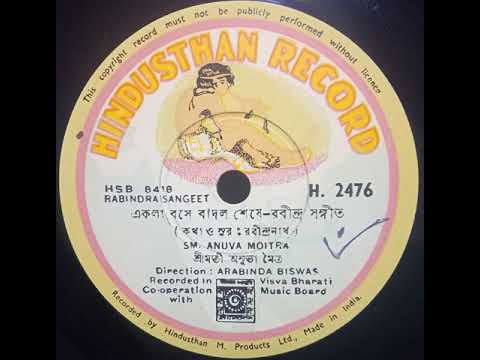 This copyright record must not be publicly performed without licence
HINDUSTHAN RECORD
HSB 8418
RABINDRA SANGEET
H. 2476
একলা বসে বাদল শেষে-রবীন্দ্র সঙ্গীত
( কথা ও সুর : রবীন্দ্রনাথ )
SM. ANUVA MOITRA
শ্রীমতী অনুভা মৈত্র
Direction : ARABINDA BISWAS
Recorded In Visva Bharati
Co-operation Music Board
with
Recorded by Hindusthan M. Products Ltd., Made in India.